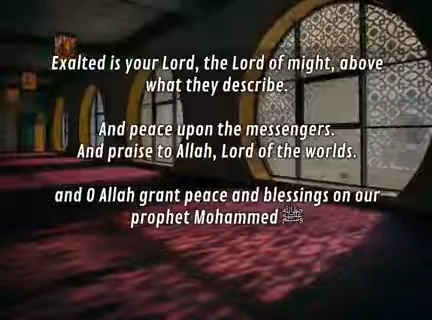 Exalted is your Lord, the Lord of might, above
what they describe.
And peace upon the messengers.
And praise to Allah, Lord of the worlds.
and O Allah grant peace and blessings on our
prophet Mohammed ﷺ